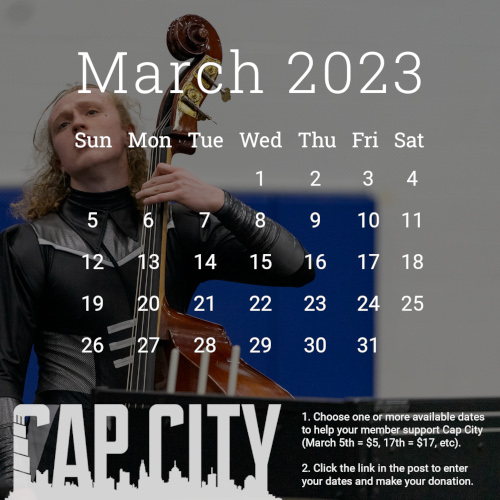 March 2023
Sun Mon Tue Wed Thu Fri Sat
1 2 3 4
5 6 7 8 9 10 11
12 13 14 15 16 17 18
19 20 21 22 23 24 25
26 27 28 29 30 31
CAP CITY
1. Choose one or more available dates
to help your member support Cap City
(March 5th = $5, 17th = $17, etc).
2. Click the link in the post to enter
your dates and make your donation.